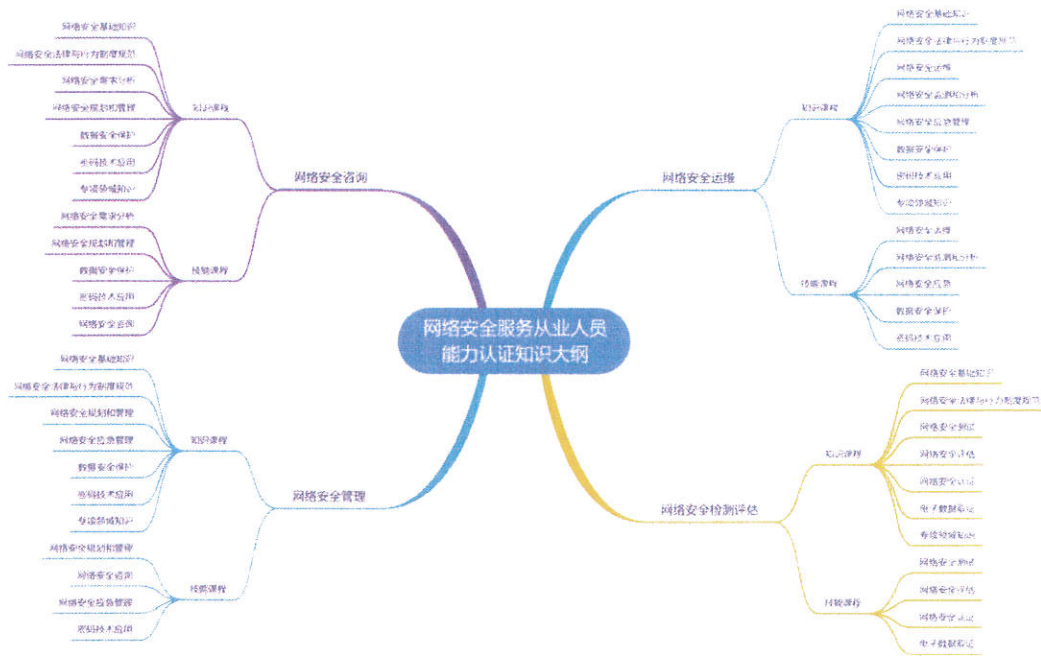 网络安全服务从业人员
能力认证知识大纲
网络安全咨询
知识课程
网络安全基础知识
网络安全法律与行为制度规范
网络安全需求分析
网络安全规划和管理
数据安全保护
密码技术应用
专项领域知识
技能课程
网络安全需求分析
网络安全规划和管理
数据安全保护
密码技术应用
网络安全咨询
网络安全管理
知识课程
网络安全基础知识
网络安全法律与行为制度规范
网络安全规划和管理
网络安全应急管理
数据安全保护
密码技术应用
专项领域知识
技能课程
网络安全规划和管理
网络安全咨询
网络安全应急管理
密码技术应用
网络安全运维
知识课程
网络安全基础知识
网络安全法律与行为制度规范
网络安全运维
网络安全监测和分析
网络安全应急管理
数据安全保护
密码技术应用
专项领域知识
技能课程
网络安全运维
网络安全监测和分析
网络安全应急
数据安全保护
密码技术应用
网络安全检测评估
知识课程
网络安全基础知识
网络安全法律与行为制度规范
网络安全测试
网络安全评估
网络安全认证
电子数据取证
专项领域知识
技能课程
网络安全测试
网络安全评估
网络安全认证
电子数据取证